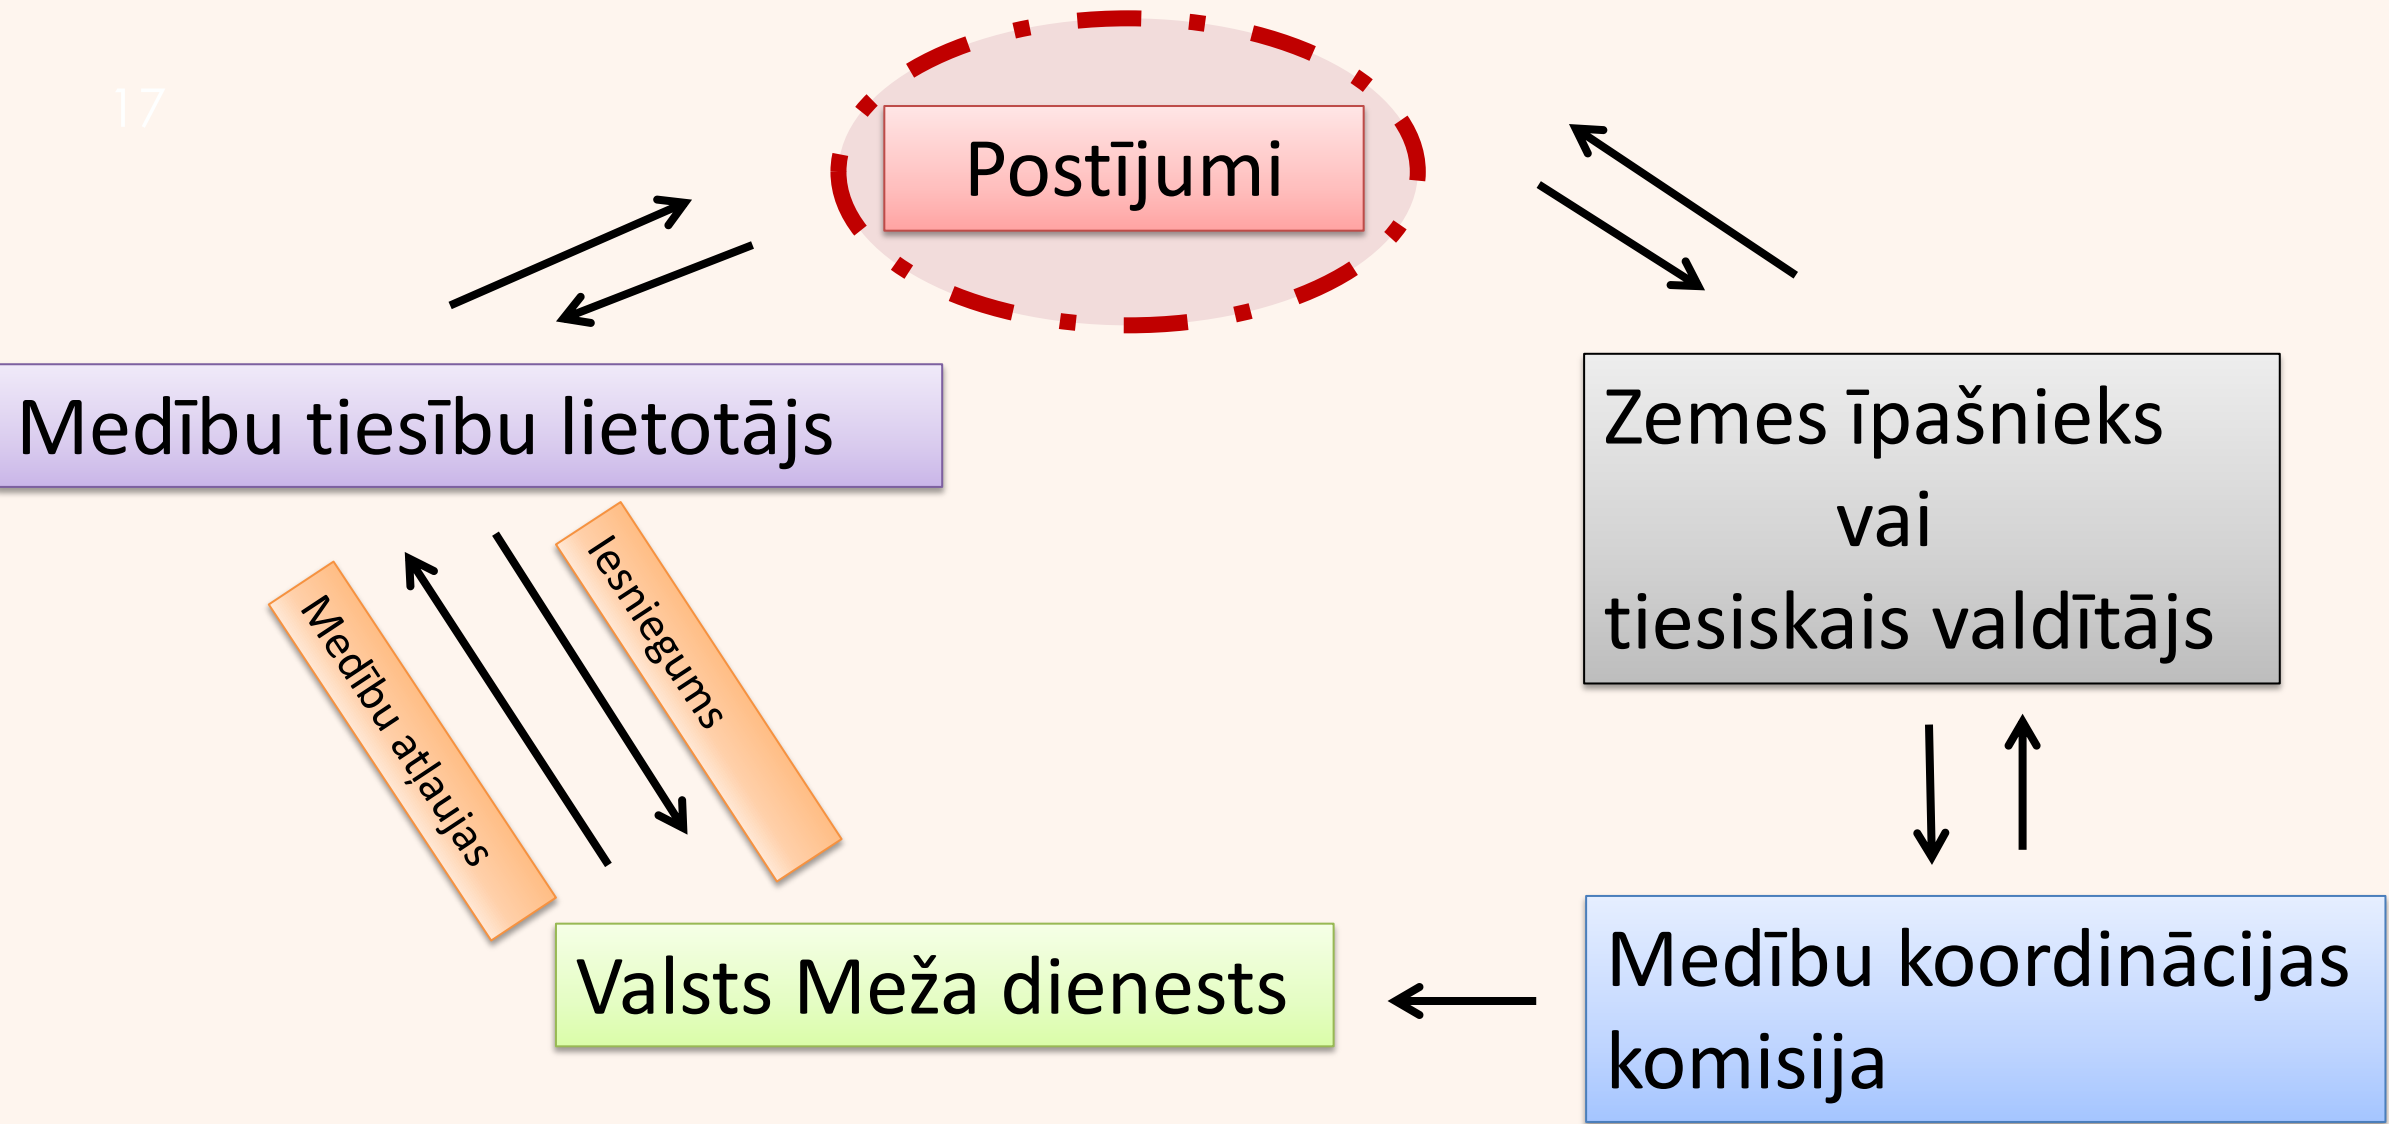 17
Postījumi
Medību tiesību lietotājs
Zemes īpašnieks
vai
tiesiskais valdītājs
Iesniegums
Medību atļaujas
Valsts Meža dienests
Medību koordinācijas
komisija